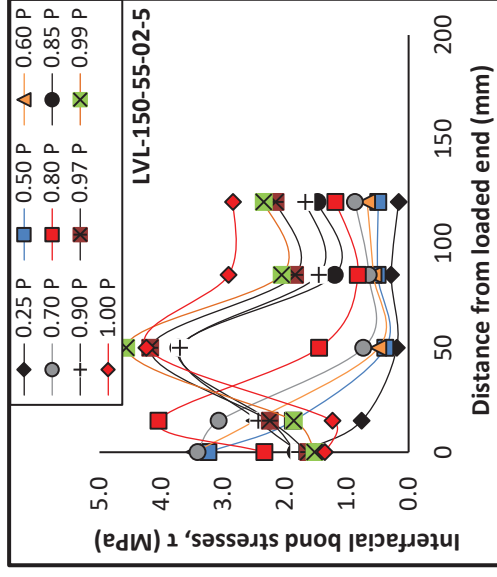 0.25 P 0.50 P 0.60 P
0.70 P 0.80 P 0.85 P
0.90 P 0.97 P 0.99 P
1.00 P
LVL-150-55-02-5
5.0
4.0
3.0
2.0
1.0
0.0
0 50 100 150 200
Interfacial bond stresses, τ (MPa)
Distance from loaded end (mm)